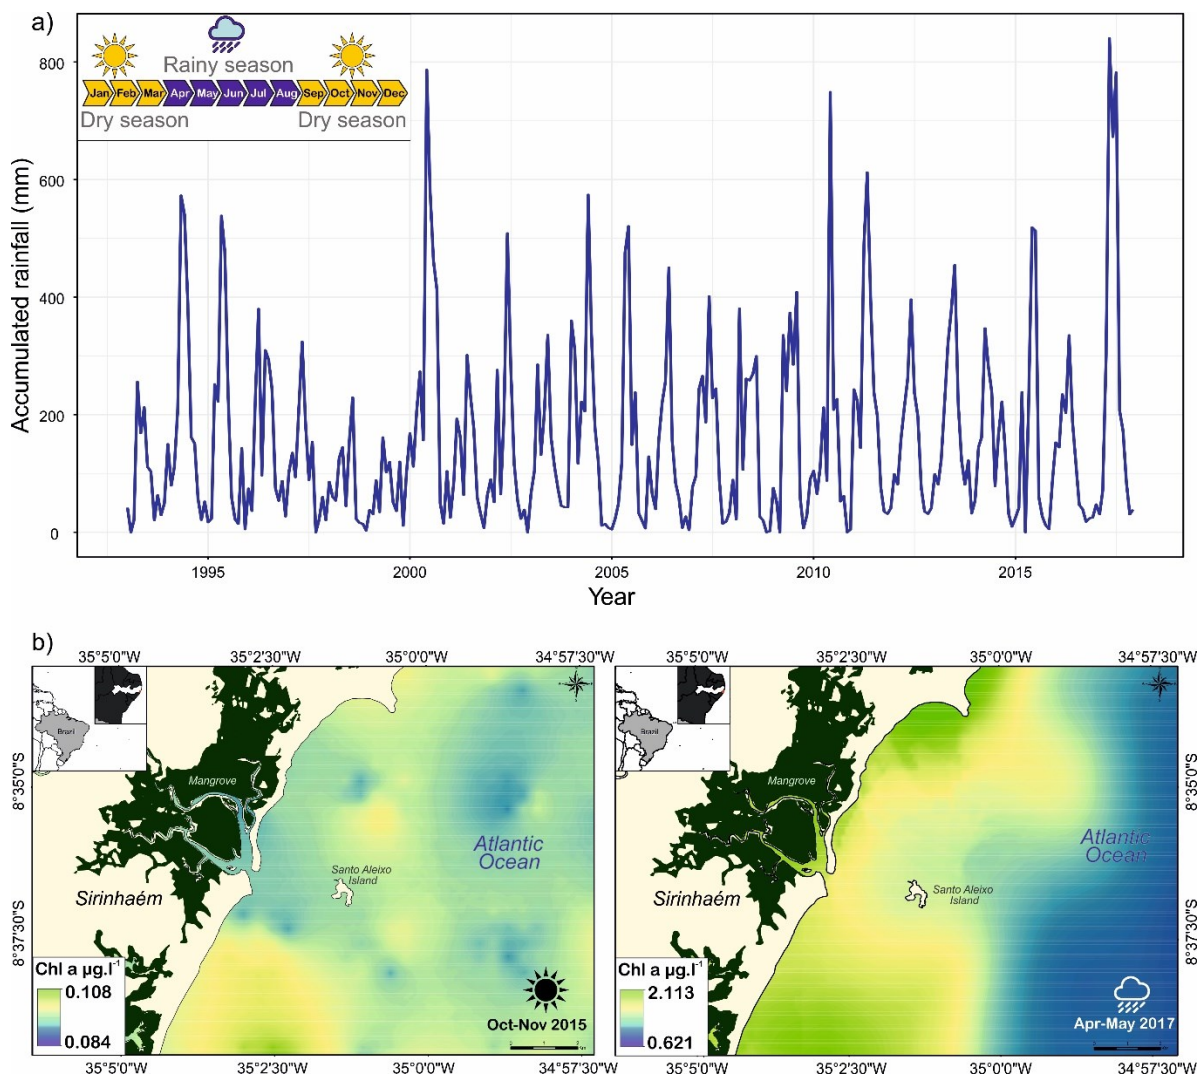 a)
Rainy season
Jan Feb Mar Apr May Jun Jul Aug Sep Oct Nov Dec
Dry season Dry season
Accumulated rainfall (mm)
800
600
400
200
0
1995 2000 2005 2010 2015
Year
b)
35°5'0"W 35°2'30"W 35°0'0"W 34°57'30"W
Brazil
Mangrove
8°35'0"S
Atlantic
Ocean
Santo Aleixo
Island
Sirinhaém
8°37'30"S
Chl a µg.l-1
0.108
0.084
Oct-Nov 2015
35°5'0"W 35°2'30"W 35°0'0"W 34°57'30"W
35°5'0"W 35°2'30"W 35°0'0"W 34°57'30"W
Brazil
Mangrove
8°35'0"S
Atlantic
Ocean
Santo Aleixo
Island
Sirinhaém
8°37'30"S
Chl a µg.l-1
2.113
0.621
Apr-May 2017
35°5'0"W 35°2'30"W 35°0'0"W 34°57'30"W